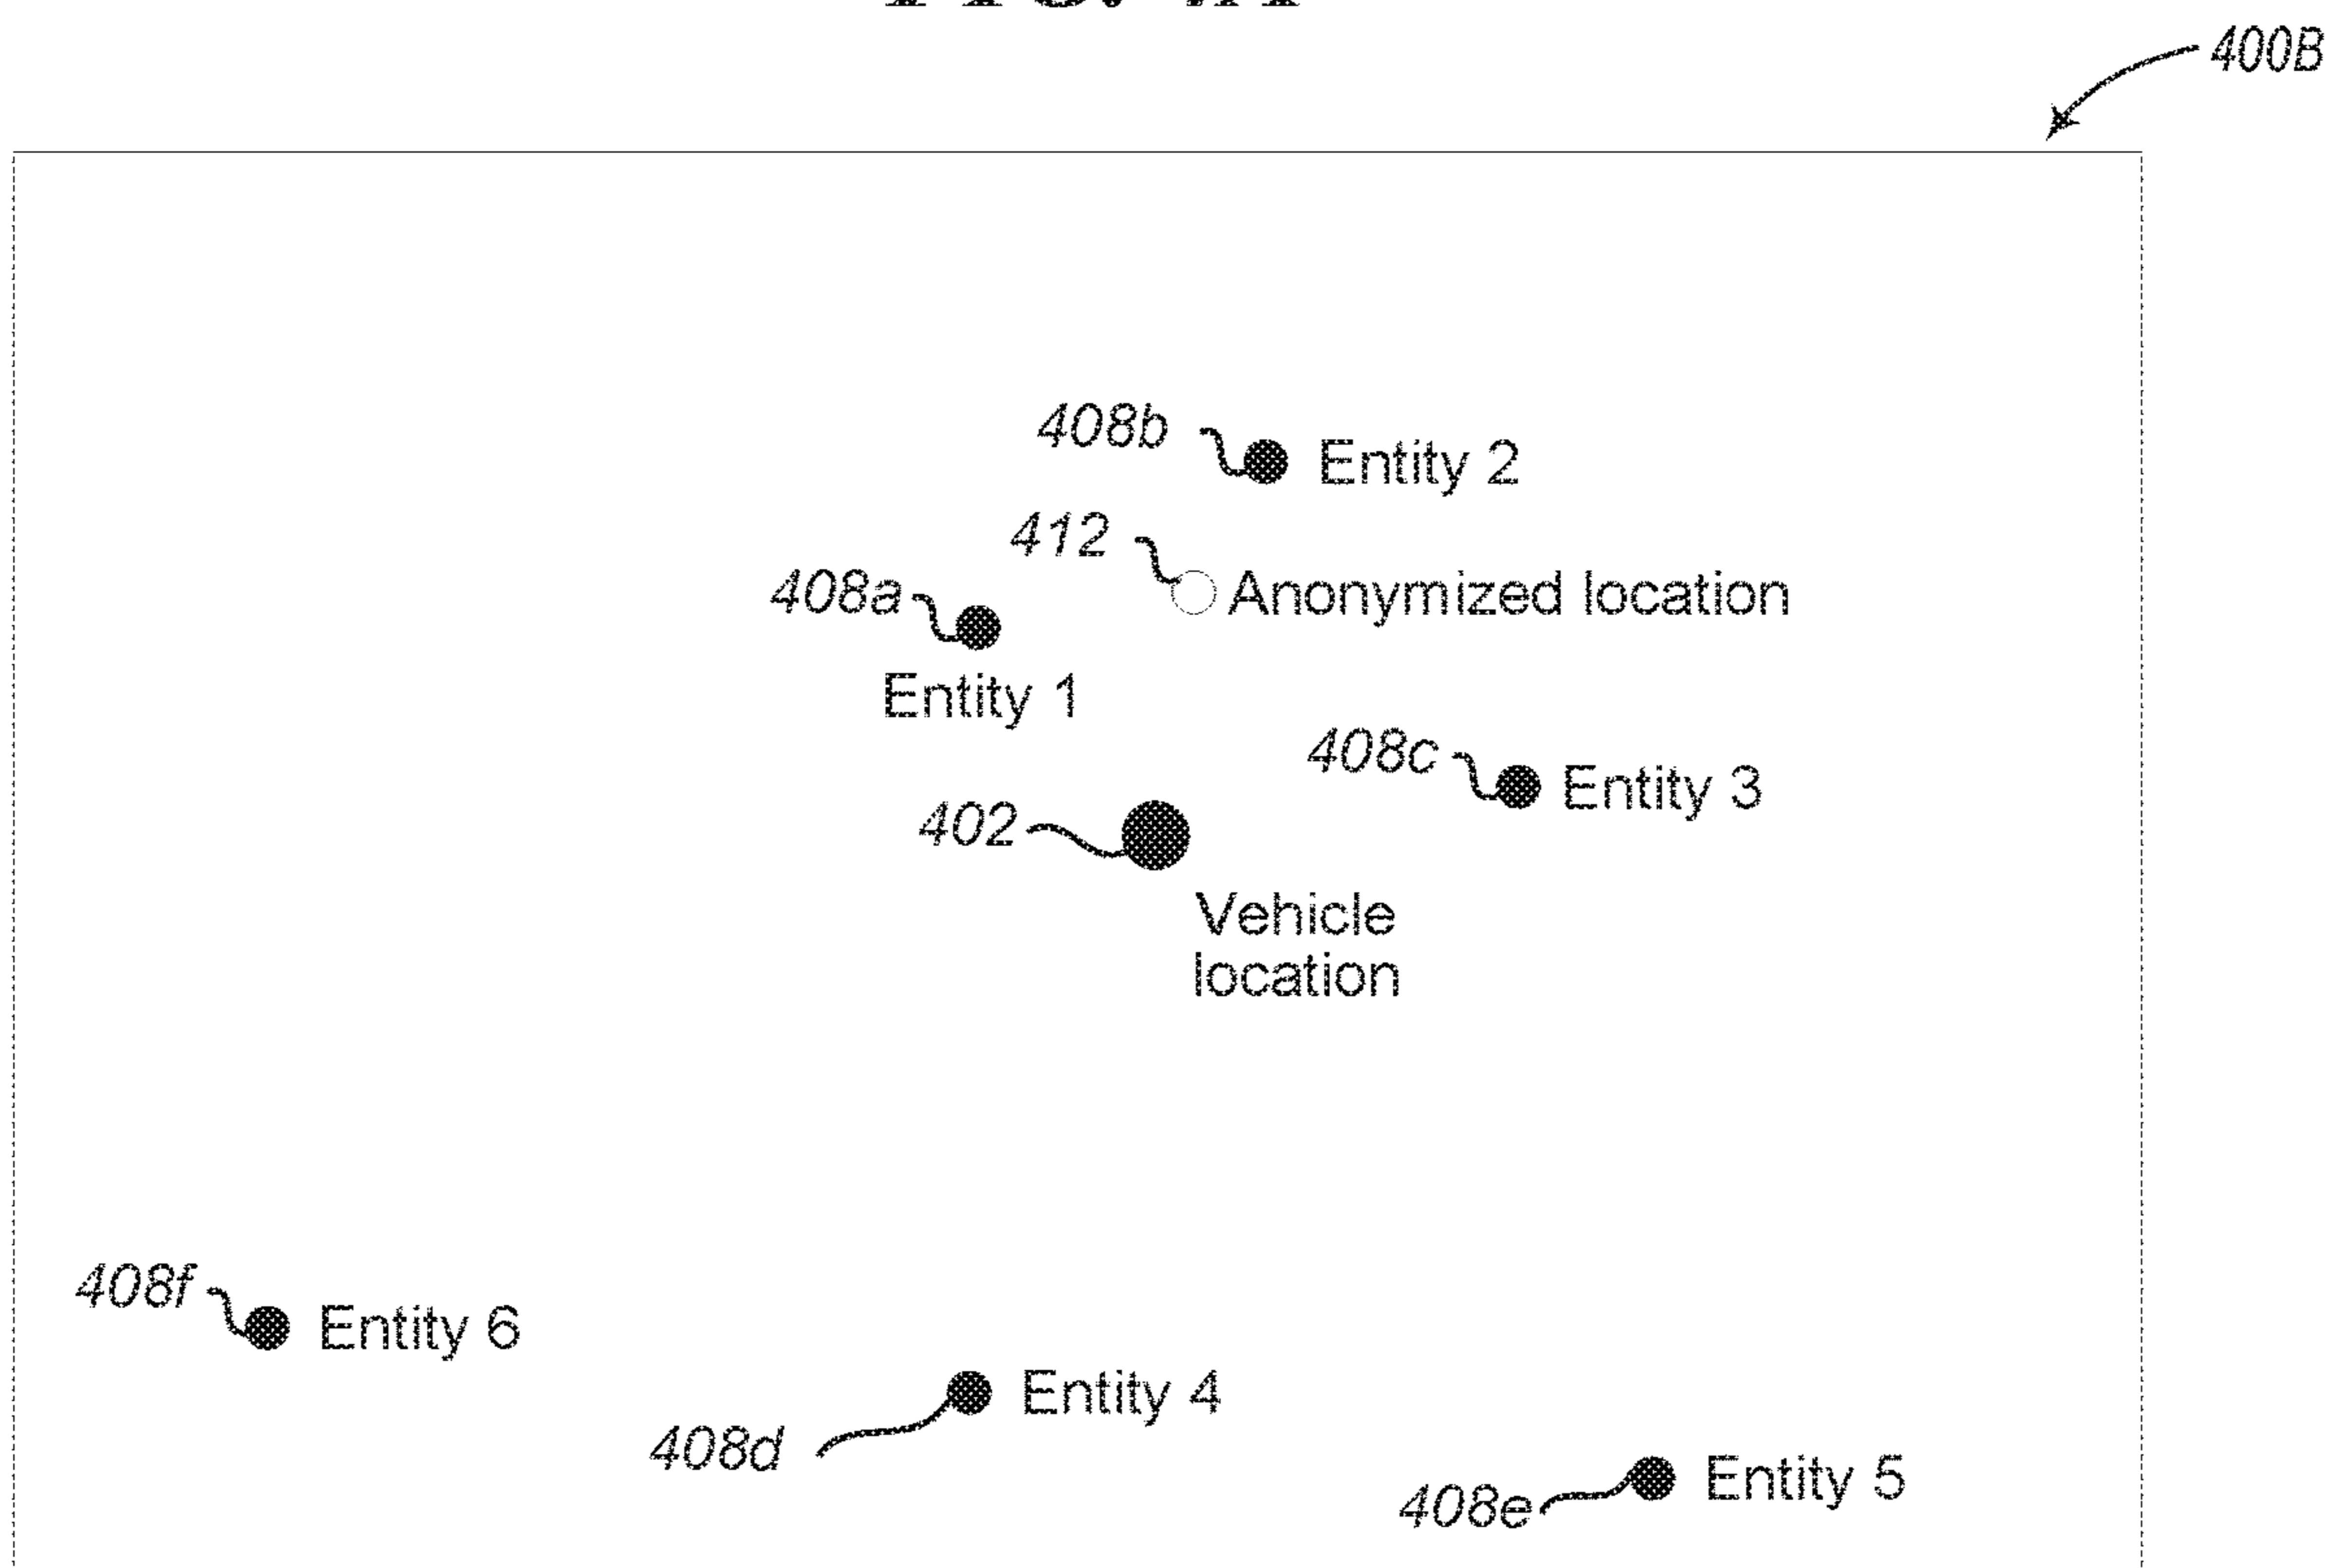 400B
408b Entity 2
412 Anonymized location
408a
Entity 1
408c Entity 3
402
Vehicle
location
408f Entity 6
Entity 4
408d
408e Entity 5